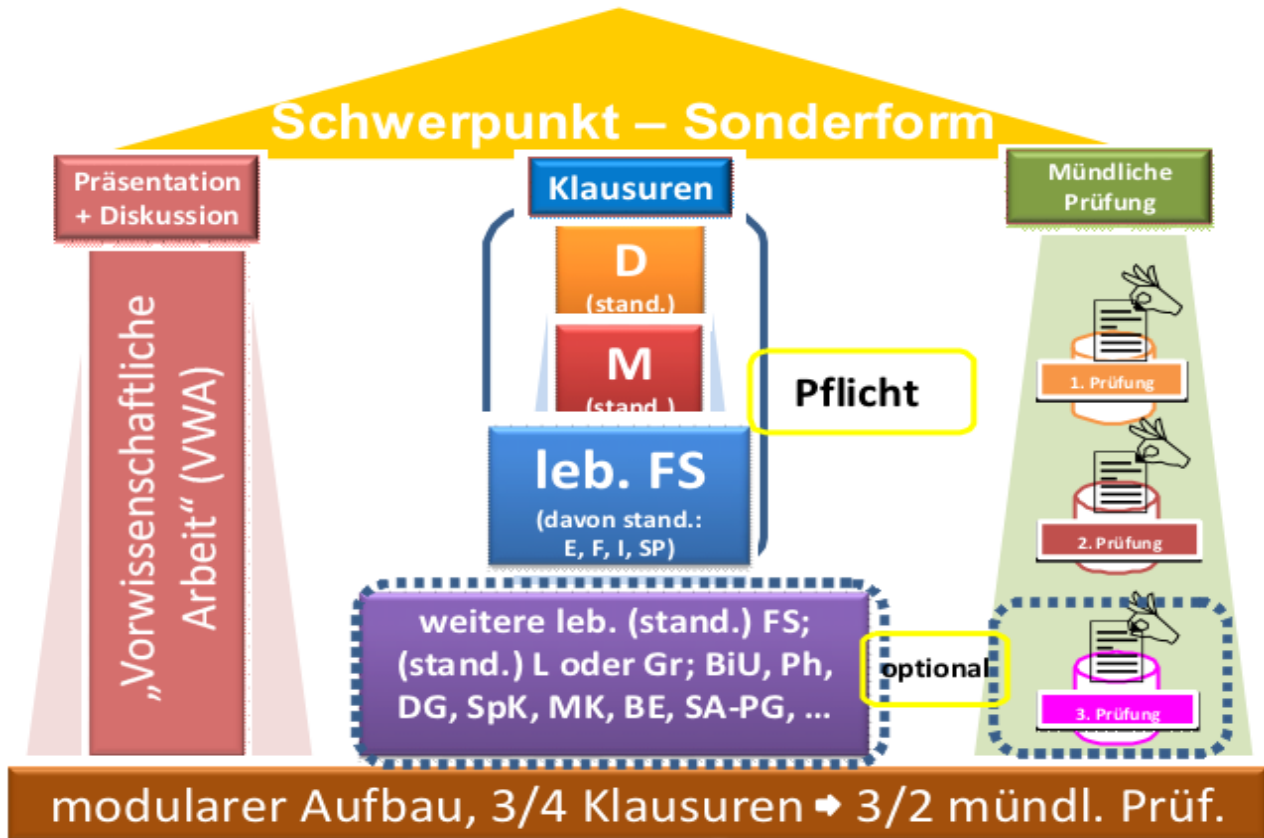 Schwerpunkt – Sonderform
Präsentation
+ Diskussion
„Vorwissenschaftliche
Arbeit“ (VWA)
Klausuren
D
(stand.)
M
(stand.)
leb. FS
(davon stand.:
E, F, I, SP)
Pflicht
weitere leb. (stand.) FS;
(stand.) L oder Gr; BiU, Ph,
DG, SpK, MK, BE, SA-PG, ...
optional
Mündliche
Prüfung
1. Prüfung
2. Prüfung
3. Prüfung
modularer Aufbau, 3/4 Klausuren ➡ 3/2 mündl. Prüf.